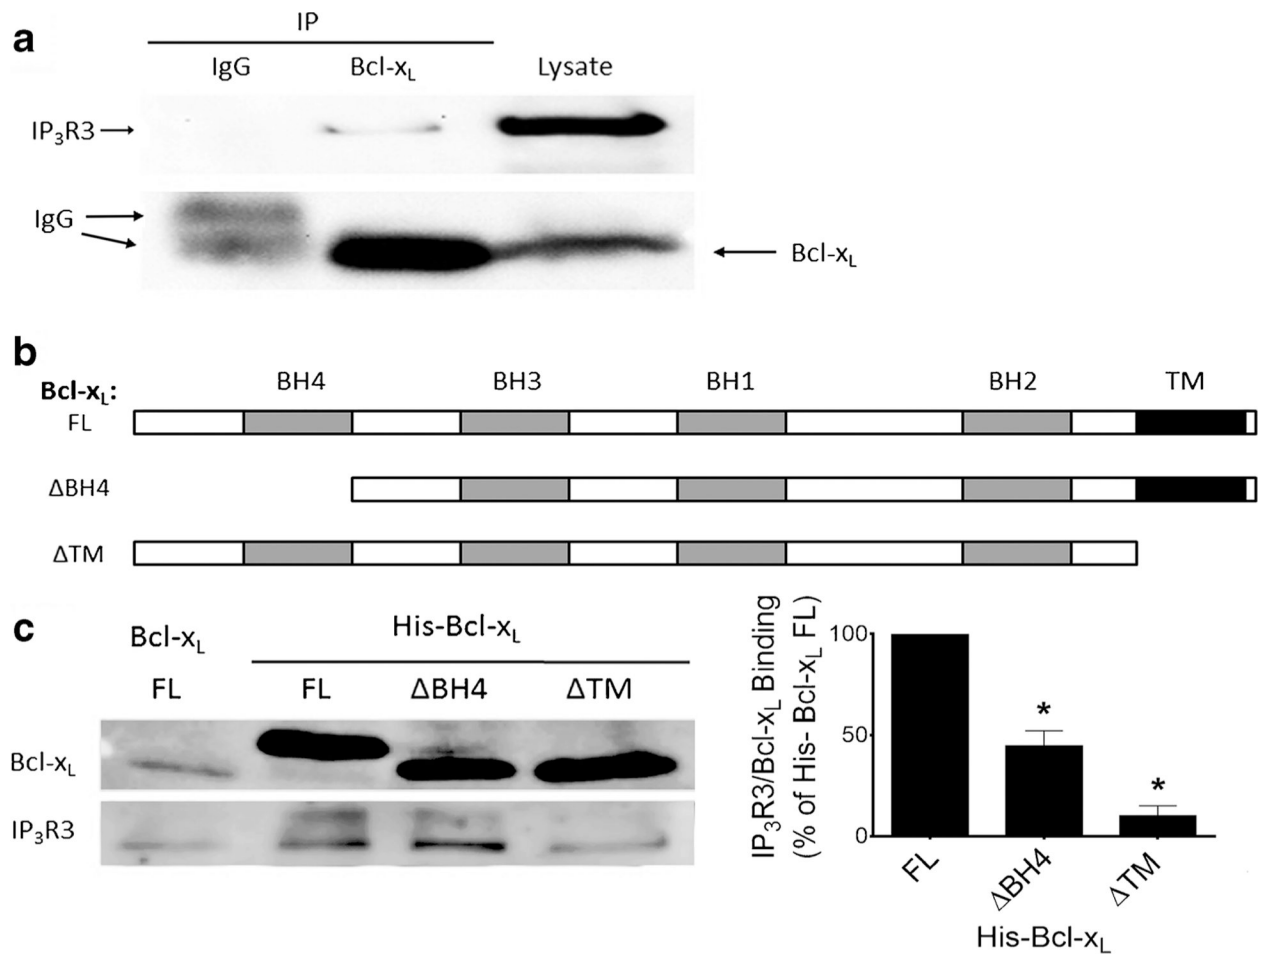 a
IP
IgG Bcl-xL Lysate
IP3R3
IgG
Bcl-xL
b
Bcl-xL: BH4 BH3 BH1 BH2 TM
FL
ΔBH4
ΔTM
c
Bcl-xL His-Bcl-xL
FL FL ΔBH4 ΔTM
Bcl-xL
IP3R3
IP3R3/Bcl-xL Binding
(% of His- Bcl-xL FL)
100
50
0
*
*
FL ΔBH4 ΔTM
His-Bcl-xL